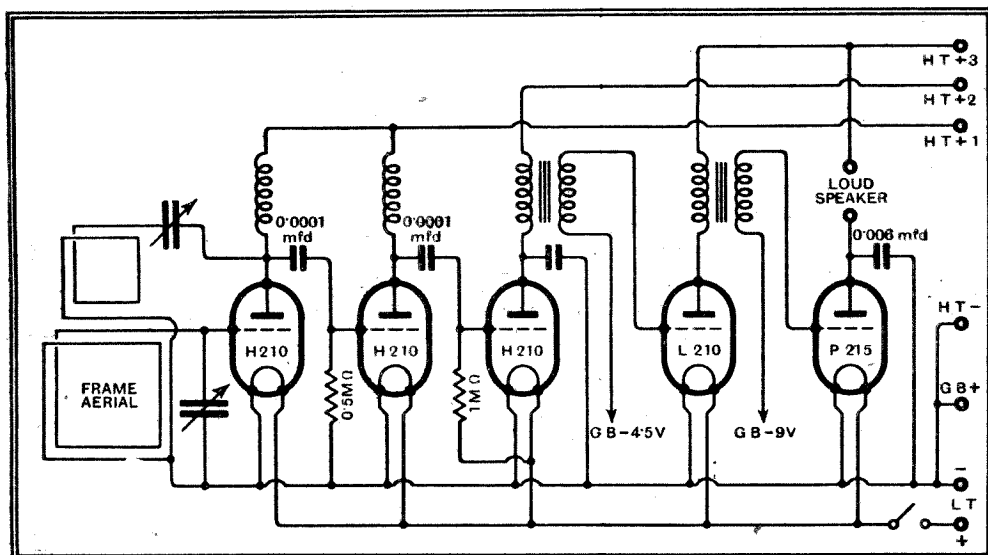 HT+3
HT+2
HT+1
LOUD
SPEAKER
0·0001
mfd
0·0001
mfd
0·006 mfd
H210
H210
H210
L210
P215
HT-
GB+
FRAME
AERIAL
0·5MΩ
1MΩ
GB-4·5V
GB-9V
-
LT
+